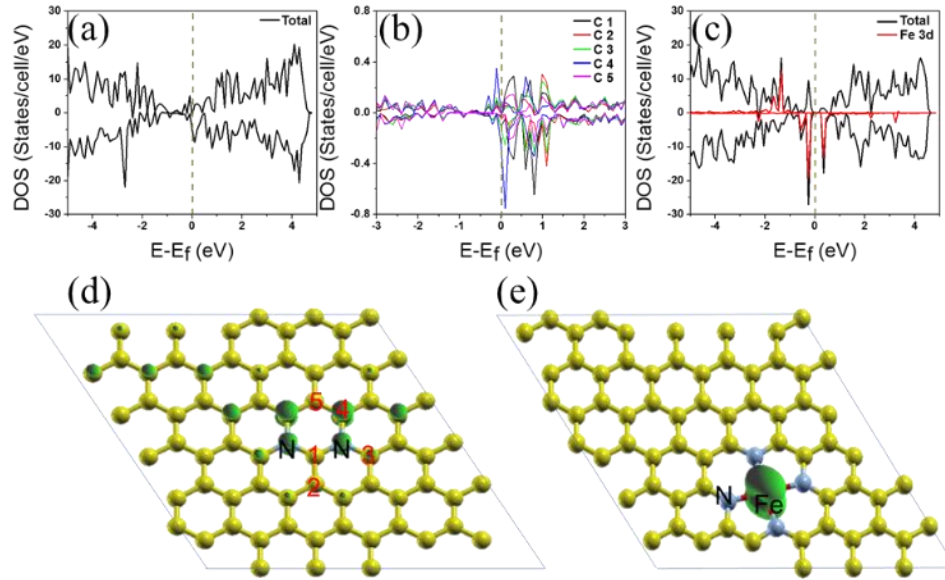 (a)
Total
DOS (States/cell/eV)
30
20
10
0
-10
-20
-30
-4
-2
0
2
4
E-Ef (eV)
(b)
C 1
C 2
C 3
C 4
C 5
DOS (States/cell/eV)
0.8
0.4
0.0
-0.4
-0.8
-3
-2
-1
0
1
2
3
E-Ef (eV)
(c)
Total
Fe 3d
DOS (States/cell/eV)
30
20
10
0
-10
-20
-30
-4
-2
0
2
4
E-Ef (eV)
(d)
5 4
N 1 N 3
2
(e)
N Fe